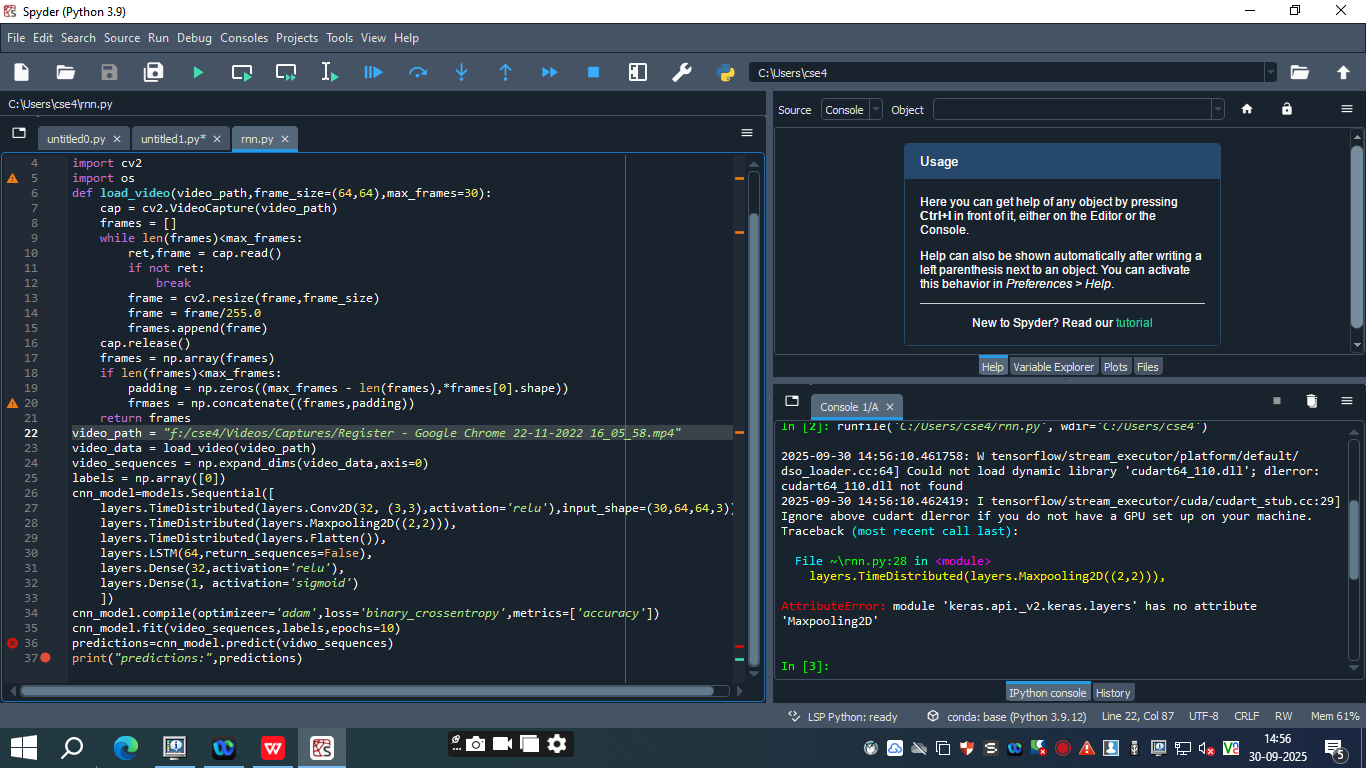 Spyder (Python 3.9)
File Edit Search Source Run Debug Consoles Projects Tools View Help
C:\Users\cse4
C:\Users\cse4\rnn.py
untitled0.py
untitled1.py*
rnn.py
4 import cv2
5 import os
6 def load_video(video_path,frame_size=(64,64),max_frames=30):
7 cap = cv2.VideoCapture(video_path)
8 frames = []
9 while len(frames)<max_frames:
10 ret,frame = cap.read()
11 if not ret:
12 break
13 frame = cv2.resize(frame,frame_size)
14 frame = frame/255.0
15 frames.append(frame)
16 cap.release()
17 frames = np.array(frames)
18 if len(frames)<max_frames:
19 padding = np.zeros((max_frames - len(frames),*frames[0].shape))
20 frmaes = np.concatenate((frames,padding))
21 return frames
22 video_path = "f:/cse4/Videos/Captures/Register - Google Chrome 22-11-2022 16_05_58.mp4"
23 video_data = load_video(video_path)
24 video_sequences = np.expand_dims(video_data,axis=0)
25 labels = np.array([0])
26 cnn_model=models.Sequential([
27 layers.TimeDistributed(layers.Conv2D(32, (3,3),activation='relu'),input_shape=(30,64,64,3))
28 layers.TimeDistributed(layers.Maxpooling2D((2,2))),
29 layers.TimeDistributed(layers.Flatten()),
30 layers.LSTM(64,return_sequences=False),
31 layers.Dense(32,activation='relu'),
32 layers.Dense(1, activation='sigmoid')
33 ])
34 cnn_model.compile(optimizeer='adam',loss='binary_crossentropy',metrics=['accuracy'])
35 cnn_model.fit(video_sequences,labels,epochs=10)
36 predictions=cnn_model.predict(vidwo_sequences)
37 print("predictions:",predictions)
Source Console Object
Usage
Here you can get help of any object by pressing
Ctrl+I in front of it, either on the Editor or the
Console.
Help can also be shown automatically after writing a
left parenthesis next to an object. You can activate
this behavior in Preferences > Help.
New to Spyder? Read our tutorial
Help Variable Explorer Plots Files
Console 1/A
In [2]: runfile('C:/Users/cse4/rnn.py', wdir='C:/Users/cse4')
2025-09-30 14:56:10.461758: W tensorflow/stream_executor/platform/default/
dso_loader.cc:64] Could not load dynamic library 'cudart64_110.dll'; dlerror:
cudart64_110.dll not found
2025-09-30 14:56:10.462419: I tensorflow/stream_executor/cuda/cudart_stub.cc:29]
Ignore above cudart dlerror if you do not have a GPU set up on your machine.
Traceback (most recent call last):
File ~\rnn.py:28 in <module>
layers.TimeDistributed(layers.Maxpooling2D((2,2))),
AttributeError: module 'keras.api._v2.keras.layers' has no attribute
'Maxpooling2D'
In [3]:
IPython console History
LSP Python: ready conda: base (Python 3.9.12) Line 22, Col 87 UTF-8 CRLF RW Mem 61%
14:56
30-09-2025
5